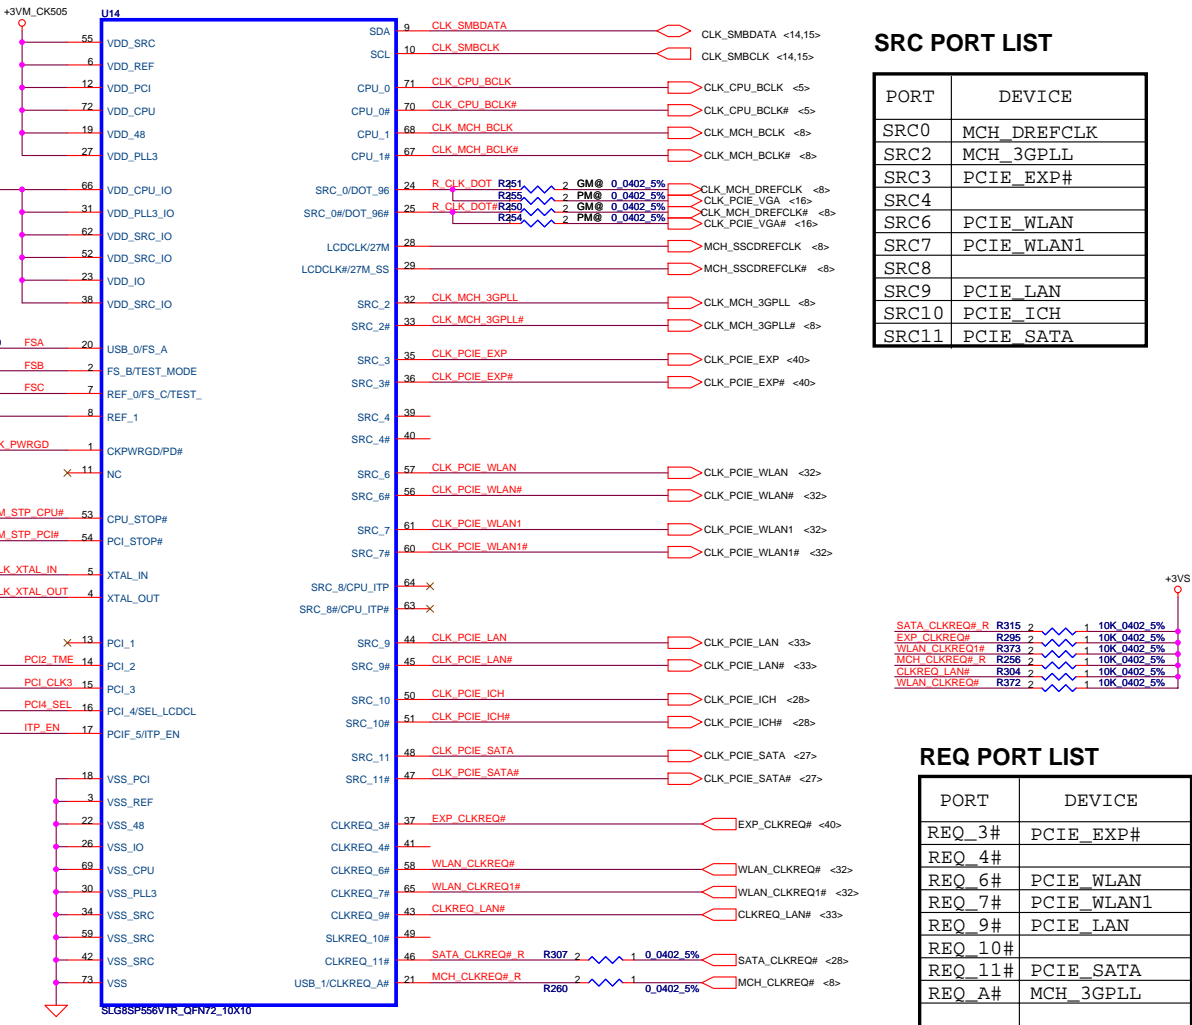 +3VM_CK505
U14
55 VDD_SRC
6 VDD_REF
12 VDD_PCI
72 VDD_CPU
19 VDD_48
27 VDD_PLL3
66 VDD_CPU_IO
31 VDD_PLL3_IO
62 VDD_SRC_IO
52 VDD_SRC_IO
23 VDD_IO
38 VDD_SRC_IO
FSA 20 USB_0/FS_A
FSB 2 FS_B/TEST_MODE
FSC 7 REF_0/FS_C/TEST_
8 REF_1
K_PWRGD 1 CKPWRGD/PD#
11 NC
M_STP_CPU# 53 CPU_STOP#
M_STP_PCI# 54 PCI_STOP#
LK_XTAL_IN 5 XTAL_IN
LK_XTAL_OUT 4 XTAL_OUT
13 PCI_1
PCI2_TME 14 PCI_2
PCI_CLK3 15 PCI_3
PCI4_SEL 16 PCI_4/SEL_LCDCL
ITP_EN 17 PCIF_5/ITP_EN
18 VSS_PCI
3 VSS_REF
22 VSS_48
26 VSS_IO
69 VSS_CPU
30 VSS_PLL3
34 VSS_SRC
59 VSS_SRC
42 VSS_SRC
73 VSS
SLG8SP556VTR_QFN72_10X10
SDA 9 CLK_SMBDATA CLK_SMBDATA <14,15>
SCL 10 CLK_SMBCLK CLK_SMBCLK <14,15>
CPU_0 71 CLK_CPU_BCLK CLK_CPU_BCLK <5>
CPU_0# 70 CLK_CPU_BCLK# CLK_CPU_BCLK# <5>
CPU_1 68 CLK_MCH_BCLK CLK_MCH_BCLK <8>
CPU_1# 67 CLK_MCH_BCLK# CLK_MCH_BCLK# <8>
SRC_0/DOT_96 24 R_CLK_DOT R251 2 GM@ 0_0402_5% CLK_MCH_DREFCLK <8>
R255 2 PM@ 0_0402_5% CLK_PCIE_VGA <16>
SRC_0#/DOT_96# 25 R_CLK_DOT# R250 2 GM@ 0_0402_5% CLK_MCH_DREFCLK# <8>
R254 2 PM@ 0_0402_5% CLK_PCIE_VGA# <16>
LCDCLK/27M 28 MCH_SSCDREFCLK <8>
LCDCLK#/27M_SS 29 MCH_SSCDREFCLK# <8>
SRC_2 32 CLK_MCH_3GPLL CLK_MCH_3GPLL <8>
SRC_2# 33 CLK_MCH_3GPLL# CLK_MCH_3GPLL# <8>
SRC_3 35 CLK_PCIE_EXP CLK_PCIE_EXP <40>
SRC_3# 36 CLK_PCIE_EXP# CLK_PCIE_EXP# <40>
SRC_4 39
SRC_4# 40
SRC_6 57 CLK_PCIE_WLAN CLK_PCIE_WLAN <32>
SRC_6# 56 CLK_PCIE_WLAN# CLK_PCIE_WLAN# <32>
SRC_7 61 CLK_PCIE_WLAN1 CLK_PCIE_WLAN1 <32>
SRC_7# 60 CLK_PCIE_WLAN1# CLK_PCIE_WLAN1# <32>
SRC_8/CPU_ITP 64
SRC_8#/CPU_ITP# 63
SRC_9 44 CLK_PCIE_LAN CLK_PCIE_LAN <33>
SRC_9# 45 CLK_PCIE_LAN# CLK_PCIE_LAN# <33>
SRC_10 50 CLK_PCIE_ICH CLK_PCIE_ICH <28>
SRC_10# 51 CLK_PCIE_ICH# CLK_PCIE_ICH# <28>
SRC_11 48 CLK_PCIE_SATA CLK_PCIE_SATA <27>
SRC_11# 47 CLK_PCIE_SATA# CLK_PCIE_SATA# <27>
CLKREQ_3# 37 EXP_CLKREQ# EXP_CLKREQ# <40>
CLKREQ_4# 41
CLKREQ_6# 58 WLAN_CLKREQ# WLAN_CLKREQ# <32>
CLKREQ_7# 65 WLAN_CLKREQ1# WLAN_CLKREQ1# <32>
CLKREQ_9# 43 CLKREQ_LAN# CLKREQ_LAN# <33>
SLKREQ_10# 49
CLKREQ_11# 46 SATA_CLKREQ#_R R307 2 1 0_0402_5% SATA_CLKREQ# <28>
USB_1/CLKREQ_A# 21 MCH_CLKREQ#_R R260 2 1 0_0402_5% MCH_CLKREQ# <8>
SRC PORT LIST
PORT DEVICE
SRC0 MCH_DREFCLK
SRC2 MCH_3GPLL
SRC3 PCIE_EXP#
SRC4
SRC6 PCIE_WLAN
SRC7 PCIE_WLAN1
SRC8
SRC9 PCIE_LAN
SRC10 PCIE_ICH
SRC11 PCIE_SATA
+3VS
SATA_CLKREQ#_R R315 2 1 10K_0402_5%
EXP_CLKREQ# R295 2 1 10K_0402_5%
WLAN_CLKREQ1# R373 2 1 10K_0402_5%
MCH_CLKREQ#_R R256 2 1 10K_0402_5%
CLKREQ_LAN# R304 2 1 10K_0402_5%
WLAN_CLKREQ# R372 2 1 10K_0402_5%
REQ PORT LIST
PORT DEVICE
REQ_3# PCIE_EXP#
REQ_4#
REQ_6# PCIE_WLAN
REQ_7# PCIE_WLAN1
REQ_9# PCIE_LAN
REQ_10#
REQ_11# PCIE_SATA
REQ_A# MCH_3GPLL